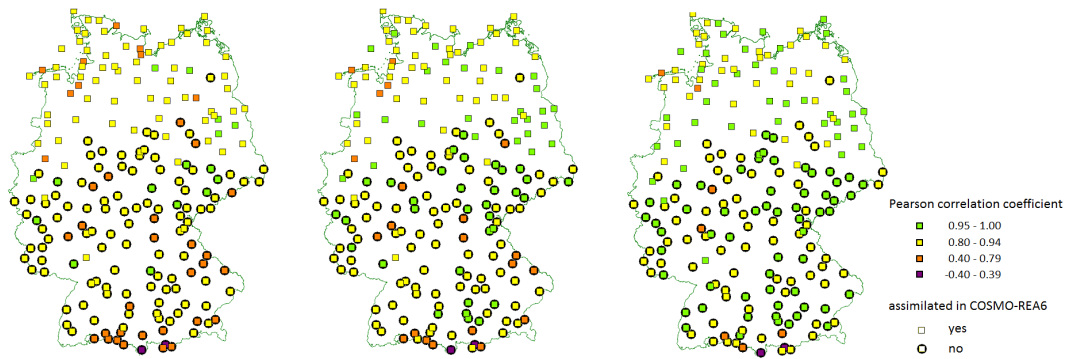 Pearson correlation coefficient
0.95 - 1.00
0.80 - 0.94
0.40 - 0.79
-0.40 - 0.39
assimilated in COSMO-REA6
yes
no